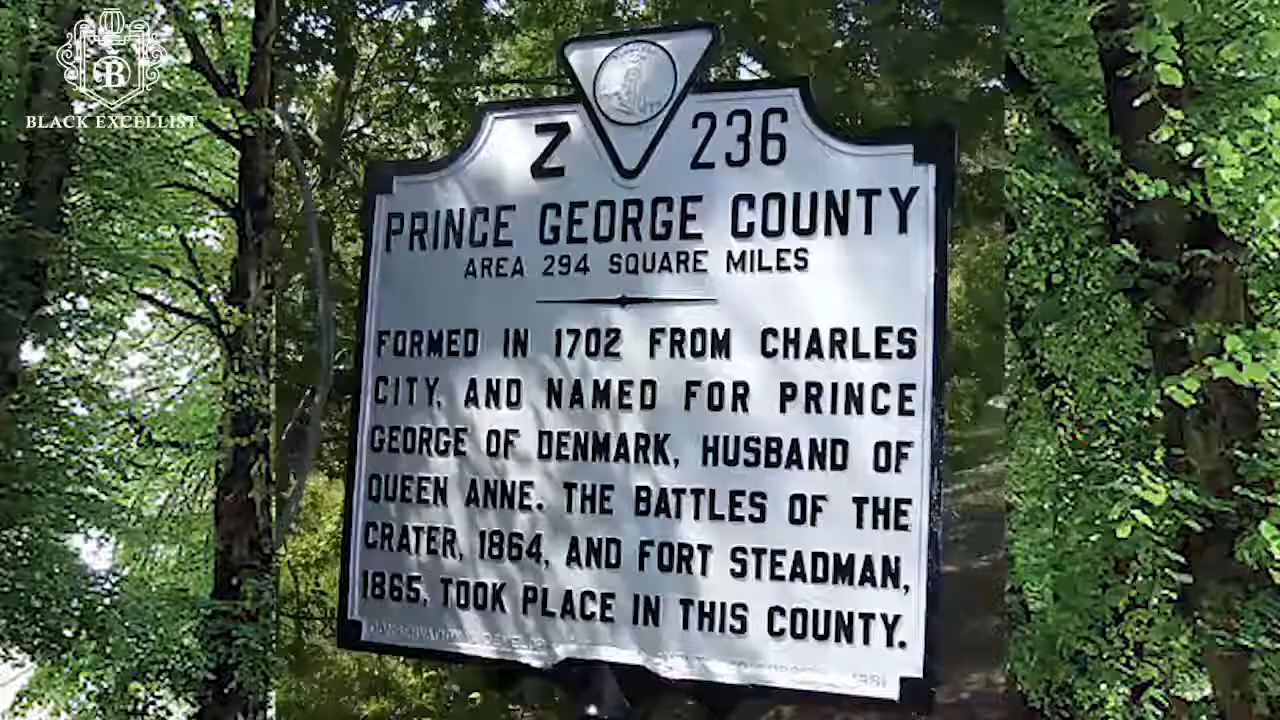 B
BLACK EXCELLIST
Z 236
PRINCE GEORGE COUNTY
AREA 294 SQUARE MILES
FORMED IN 1702 FROM CHARLES
CITY, AND NAMED FOR PRINCE
GEORGE OF DENMARK, HUSBAND OF
QUEEN ANNE. THE BATTLES OF THE
CRATER, 1864, AND FORT STEADMAN,
1865, TOOK PLACE IN THIS COUNTY.